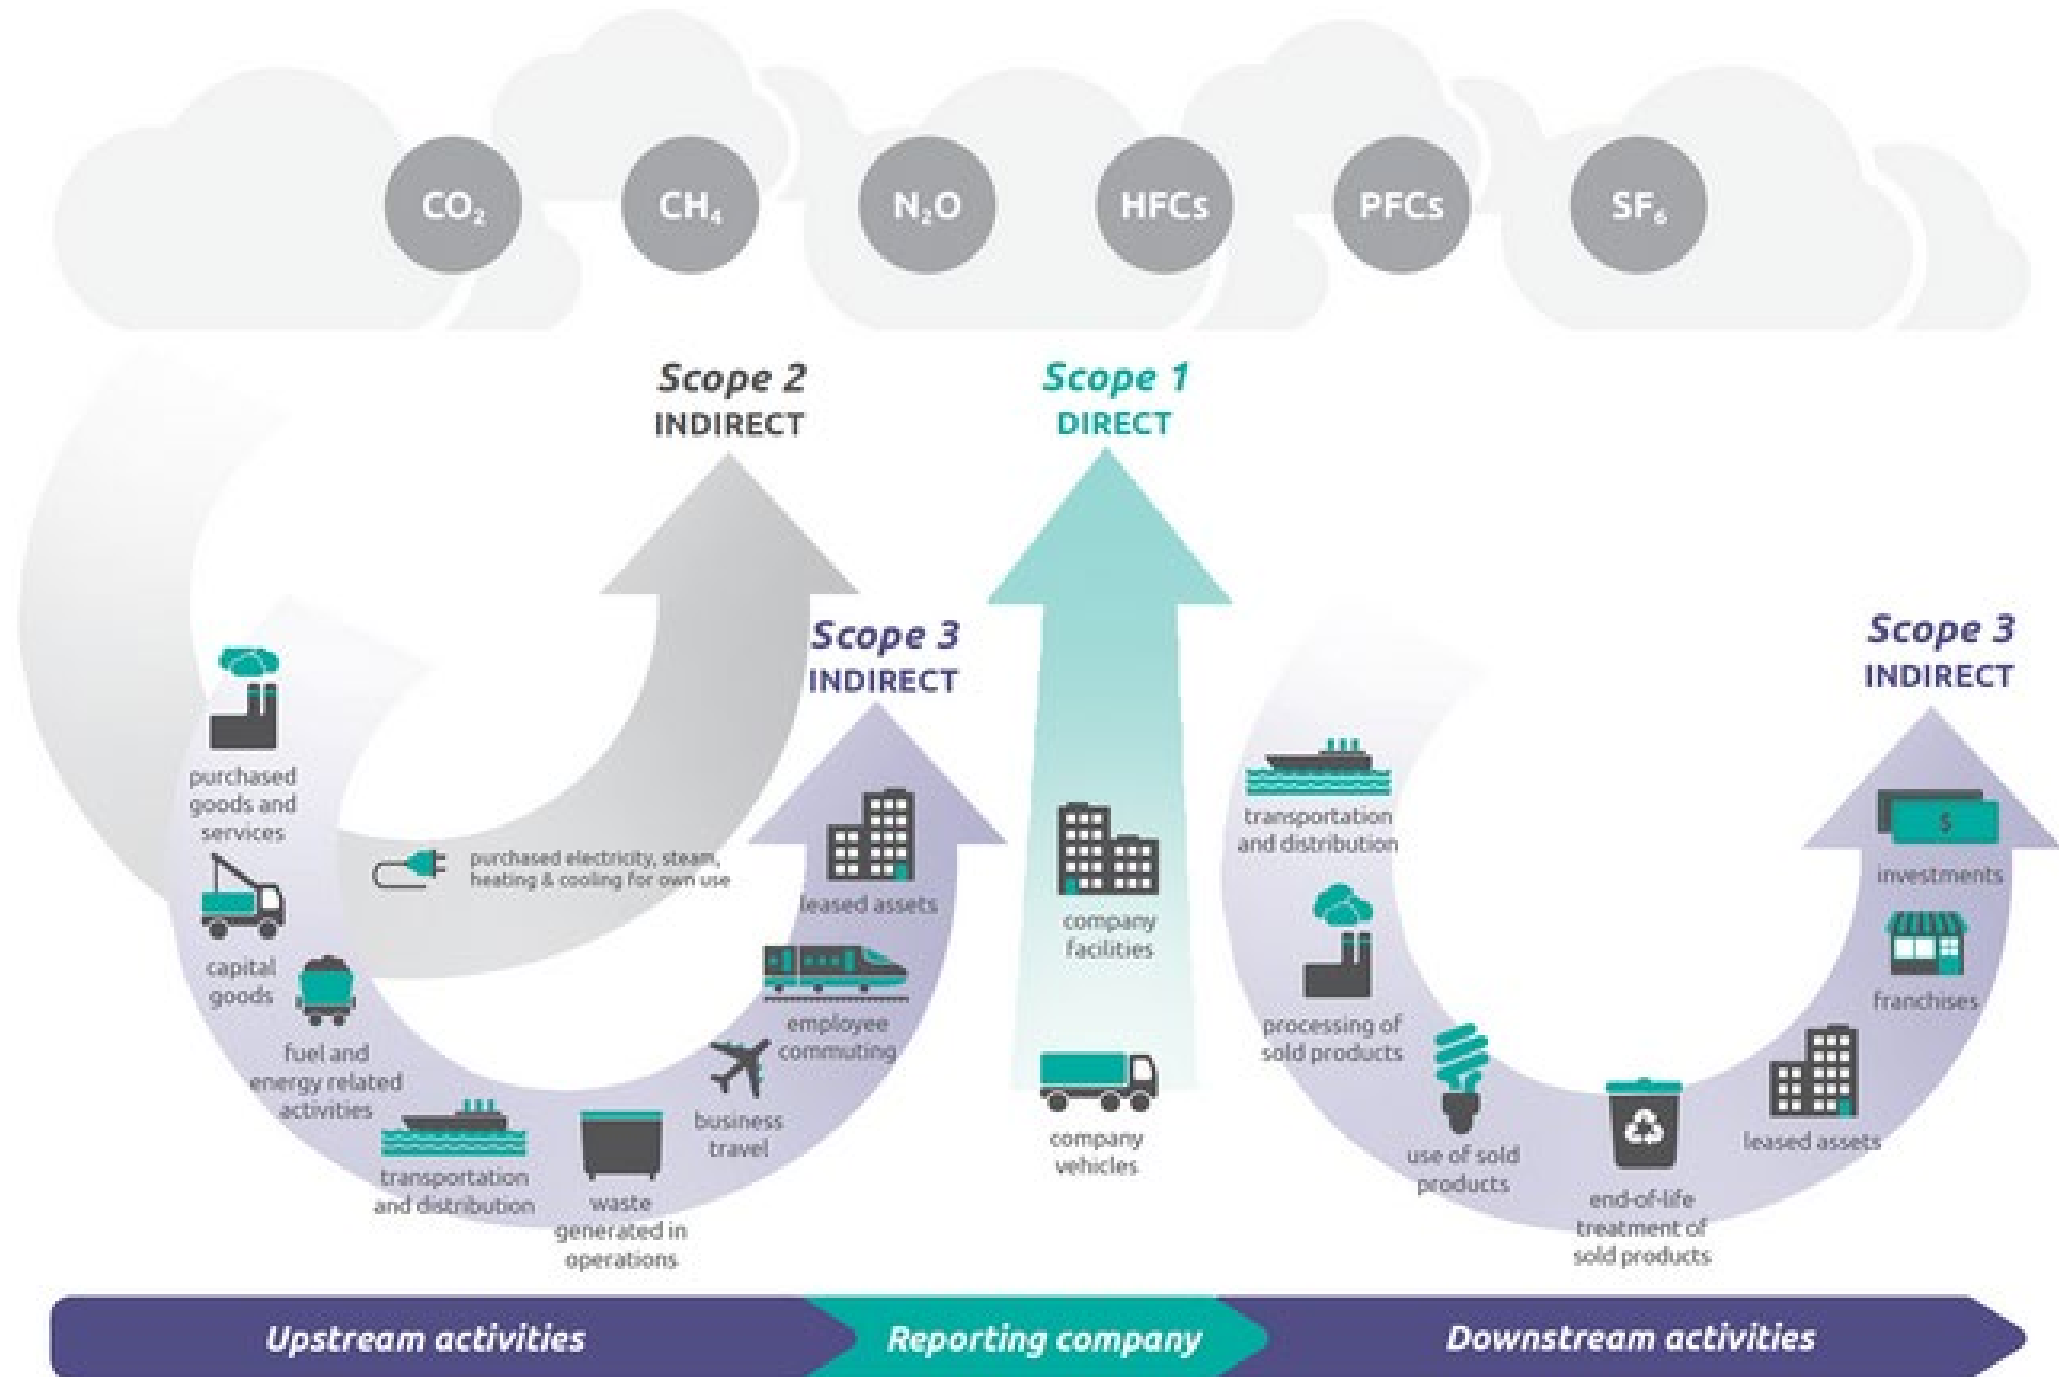 CO₂
CH₄
N₂O
HFCs
PFCs
SF₆
Scope 2
INDIRECT
Scope 1
DIRECT
Scope 3
INDIRECT
Scope 3
INDIRECT
purchased
goods and
services
capital
goods
fuel and
energy related
activities
transportation
and distribution
waste
generated in
operations
business
travel
employee
commuting
leased assets
purchased electricity, steam,
heating & cooling for own use
company
facilities
company
vehicles
transportation
and distribution
processing of
sold products
use of sold
products
end-of-life
treatment of
sold products
leased assets
franchises
investments
$
Upstream activities
Reporting company
Downstream activities